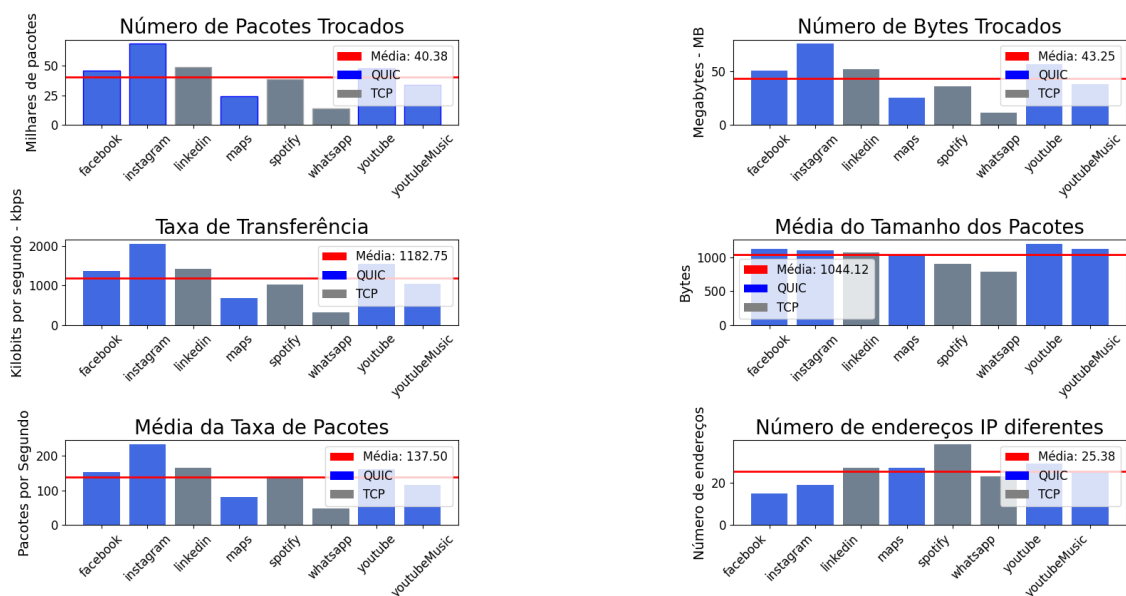 Número de Pacotes Trocados
Milhares de pacotes
50
25
0
Média: 40.38
QUIC
TCP
facebook
instagram
linkedin
maps
spotify
whatsapp
youtube
youtubeMusic
Número de Bytes Trocados
Megabytes - MB
50
0
Média: 43.25
QUIC
TCP
facebook
instagram
linkedin
maps
spotify
whatsapp
youtube
youtubeMusic
Taxa de Transferência
Kilobits por segundo - kbps
2000
1000
0
Média: 1182.75
QUIC
TCP
facebook
instagram
linkedin
maps
spotify
whatsapp
youtube
youtubeMusic
Média do Tamanho dos Pacotes
Bytes
1000
500
0
Média: 1044.12
QUIC
TCP
facebook
instagram
linkedin
maps
spotify
whatsapp
youtube
youtubeMusic
Média da Taxa de Pacotes
Pacotes por Segundo
200
100
0
Média: 137.50
QUIC
TCP
facebook
instagram
linkedin
maps
spotify
whatsapp
youtube
youtubeMusic
Número de endereços IP diferentes
Número de endereços
20
0
Média: 25.38
QUIC
TCP
facebook
instagram
linkedin
maps
spotify
whatsapp
youtube
youtubeMusic